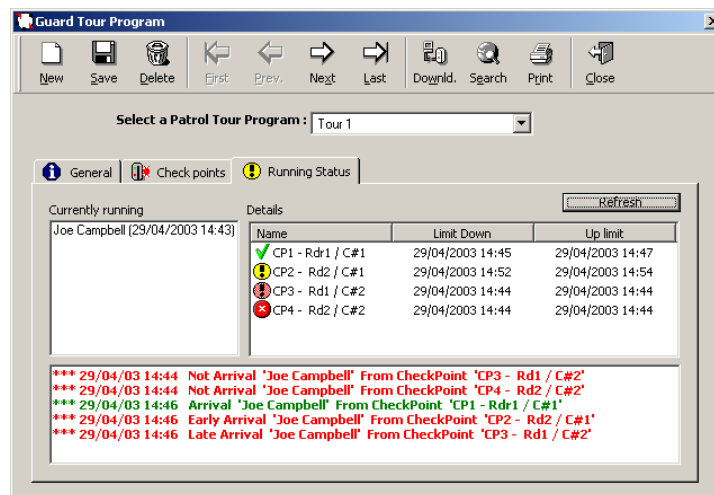 Guard Tour Program
New Save Delete First Prev. Next Last Downld. Search Print Close
Select a Patrol Tour Program : Tour 1
General Check points Running Status
Refresh
Currently running Details
Joe Campbell (29/04/2003 14:43)
Name Limit Down Up limit
CP1 - Rdr1 / C#1 29/04/2003 14:45 29/04/2003 14:47
CP2 - Rd2 / C#1 29/04/2003 14:52 29/04/2003 14:54
CP3 - Rd1 / C#2 29/04/2003 14:44 29/04/2003 14:44
CP4 - Rd2 / C#2 29/04/2003 14:44 29/04/2003 14:44
*** 29/04/03 14:44 Not Arrival 'Joe Campbell' From CheckPoint 'CP3 - Rd1 / C#2'
*** 29/04/03 14:44 Not Arrival 'Joe Campbell' From CheckPoint 'CP4 - Rd2 / C#2'
*** 29/04/03 14:46 Arrival 'Joe Campbell' From CheckPoint 'CP1 - Rdr1 / C#1'
*** 29/04/03 14:46 Early Arrival 'Joe Campbell' From CheckPoint 'CP2 - Rd2 / C#1'
*** 29/04/03 14:46 Late Arrival 'Joe Campbell' From CheckPoint 'CP3 - Rd1 / C#2'